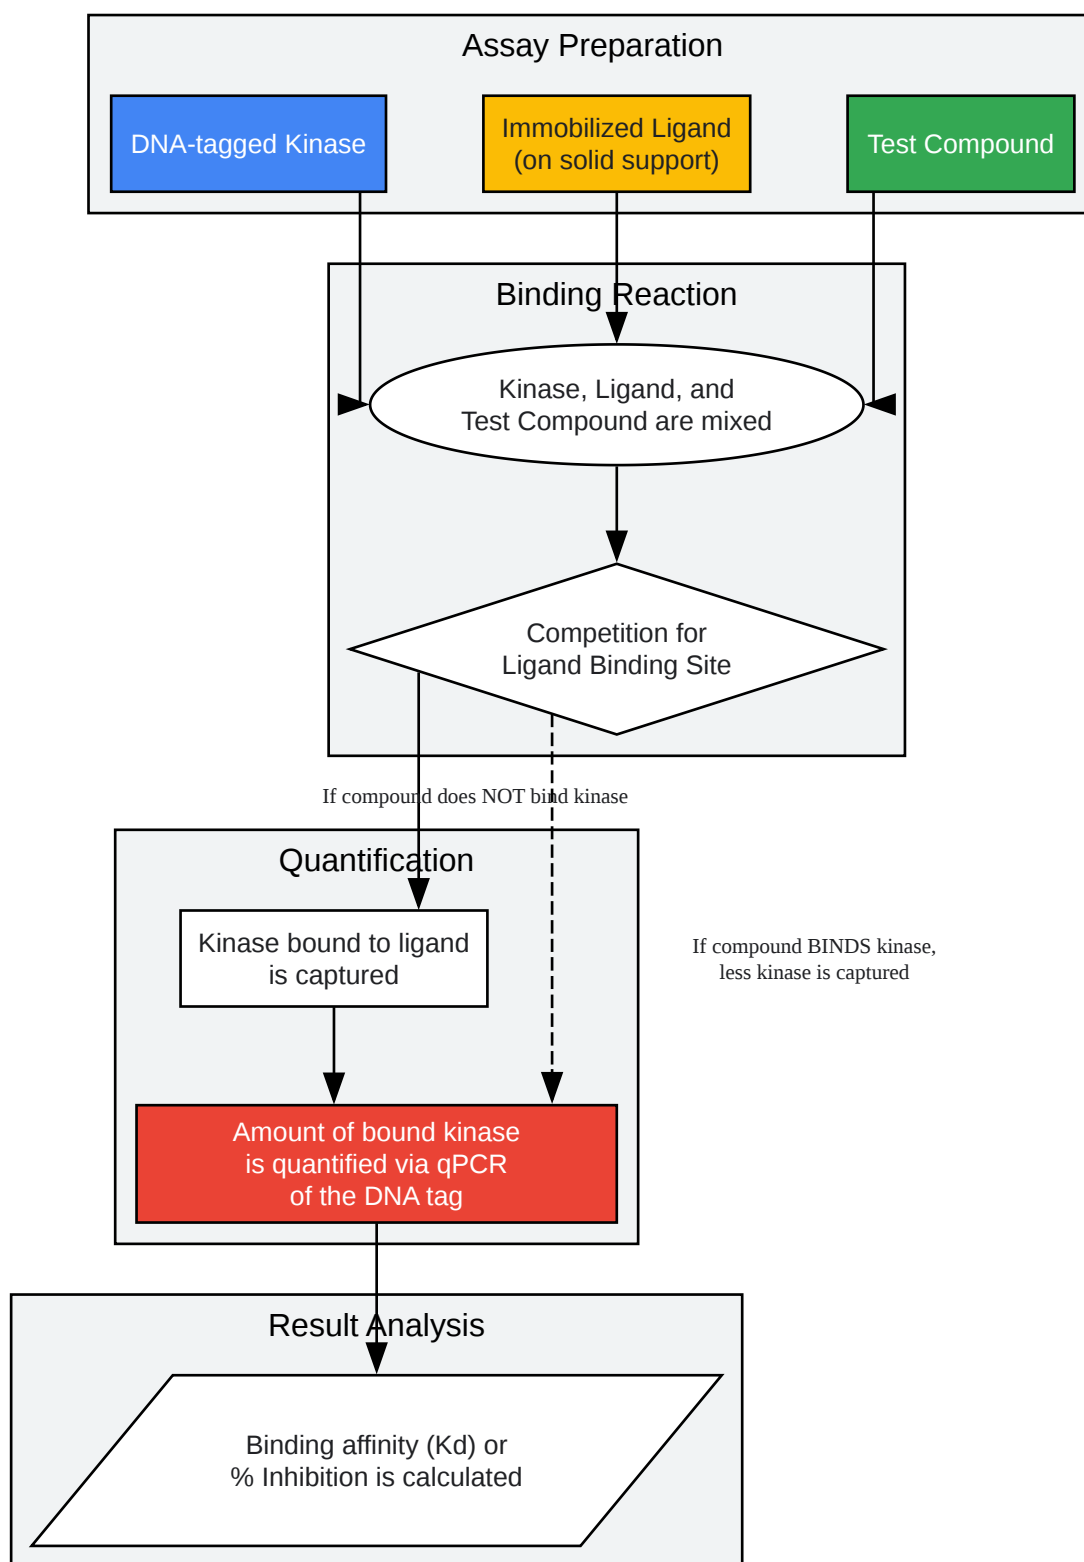 Assay Preparation
DNA-tagged Kinase
Immobilized Ligand
(on solid support)
Test Compound
Binding Reaction
Kinase, Ligand, and
Test Compound are mixed
Competition for
Ligand Binding Site
If compound does NOT bind kinase
Quantification
Kinase bound to ligand
is captured
If compound BINDS kinase,
less kinase is captured
Amount of bound kinase
is quantified via qPCR
of the DNA tag
Result Analysis
Binding affinity (Kd) or
% Inhibition is calculated